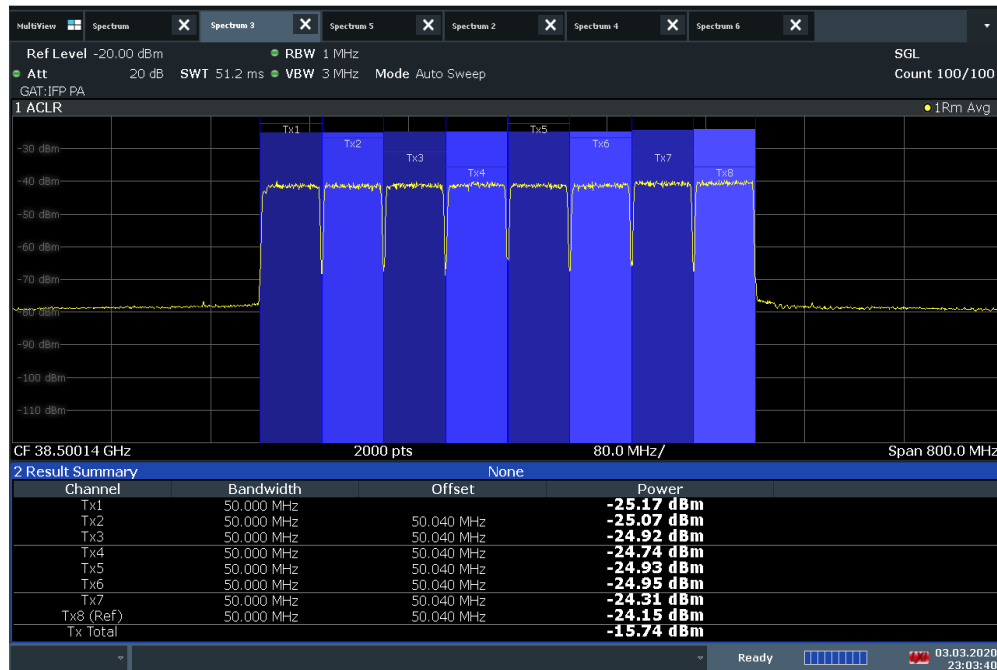 MultiView Spectrum X Spectrum 3 X Spectrum 5 X Spectrum 2 X Spectrum 4 X Spectrum 6 X
Ref Level -20.00 dBm RBW 1 MHz SGL
Att 20 dB SWT 51.2 ms VBW 3 MHz Mode Auto Sweep Count 100/100
GAT:IFP PA
1 ACLR 1Rm Avg
Tx1 Tx5
Tx2 Tx6
-30 dBm
Tx3 Tx7
Tx4 Tx8
-40 dBm
-50 dBm
-60 dBm
-70 dBm
-80 dBm
-90 dBm
-100 dBm
-110 dBm
CF 38.50014 GHz 2000 pts 80.0 MHz/ Span 800.0 MHz
2 Result Summary None
Channel Bandwidth Offset Power
Tx1 50.000 MHz -25.17 dBm
Tx2 50.000 MHz 50.040 MHz -25.07 dBm
Tx3 50.000 MHz 50.040 MHz -24.92 dBm
Tx4 50.000 MHz 50.040 MHz -24.74 dBm
Tx5 50.000 MHz 50.040 MHz -24.93 dBm
Tx6 50.000 MHz 50.040 MHz -24.95 dBm
Tx7 50.000 MHz 50.040 MHz -24.31 dBm
Tx8 (Ref) 50.000 MHz 50.040 MHz -24.15 dBm
Tx Total -15.74 dBm
Ready 03.03.2020
23:03:40